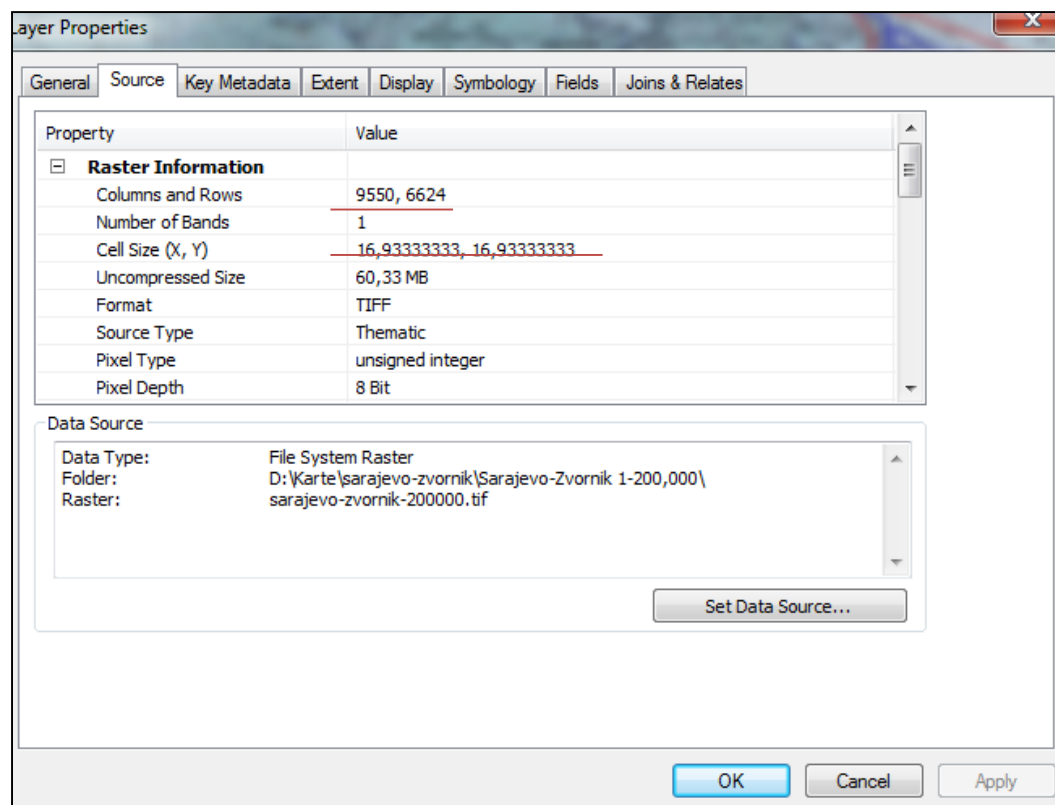 Layer Properties
General Source Key Metadata Extent Display Symbology Fields Joins & Relates
Property Value
Raster Information
Columns and Rows 9550, 6624
Number of Bands 1
Cell Size (X, Y) 16,93333333, 16,93333333
Uncompressed Size 60,33 MB
Format TIFF
Source Type Thematic
Pixel Type unsigned integer
Pixel Depth 8 Bit
Data Source
Data Type: File System Raster
Folder: D:\Karte\sarajevo-zvornik\Sarajevo-Zvornik 1-200,000\
Raster: sarajevo-zvornik-200000.tif
Set Data Source...
OK Cancel Apply